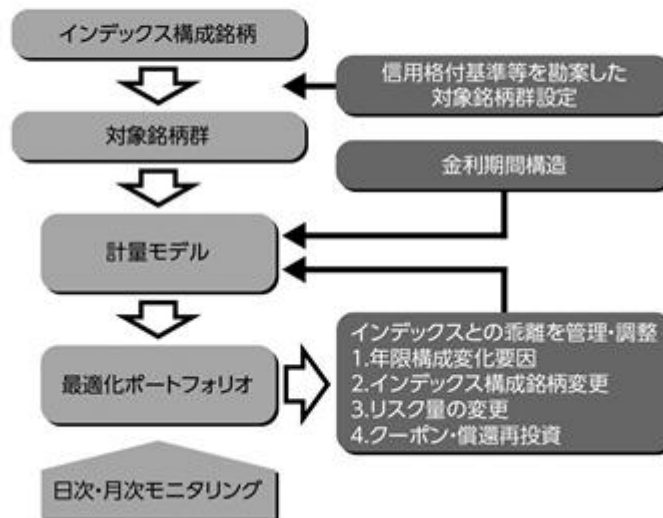 インデックス構成銘柄
信用格付基準等を勘案した
対象銘柄群設定
対象銘柄群
金利期間構造
計量モデル
インデックスとの乖離を管理・調整
1.年限構成変化要因
2.インデックス構成銘柄変更
3.リスク量の変更
4.クーポン・償還再投資
最適化ポートフォリオ
日次・月次モニタリング